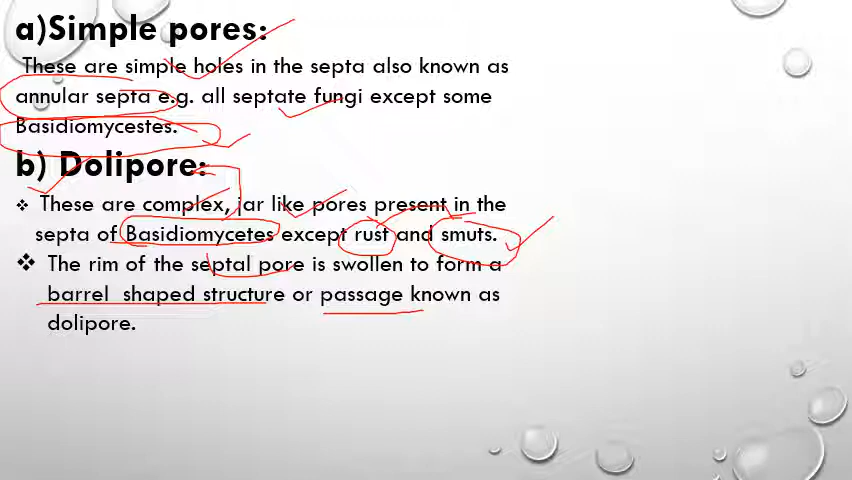 a)Simple pores:
These are simple holes in the septa also known as
annular septa e.g. all septate fungi except some
Basidiomycestes.
b) Dolipore:
❖ These are complex, jar like pores present in the
septa of Basidiomycetes except rust and smuts.
❖ The rim of the septal pore is swollen to form a
barrel shaped structure or passage known as
dolipore.